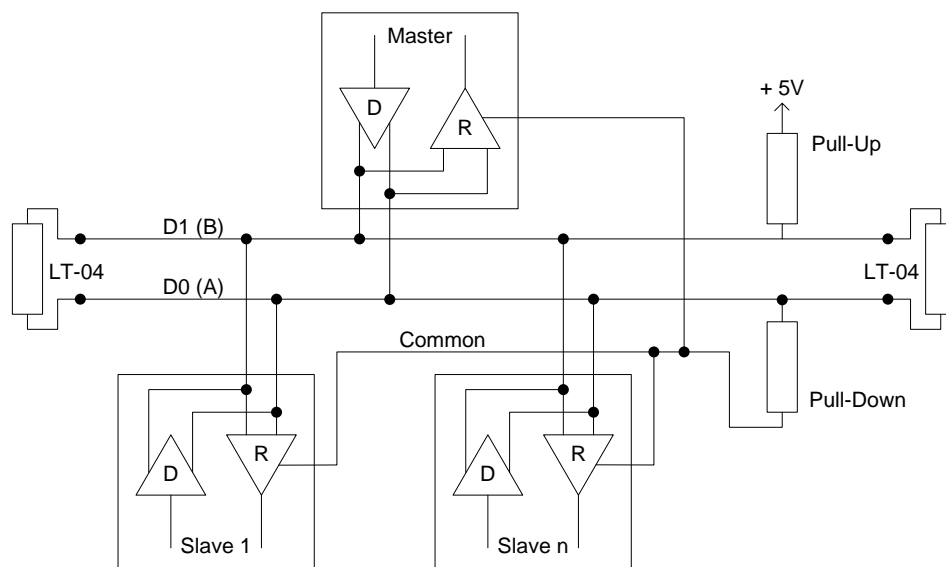 Master
D
R
+ 5V
Pull-Up
D1 (B)
LT-04
LT-04
D0 (A)
Common
Pull-Down
D
R
D
R
Slave 1
Slave n